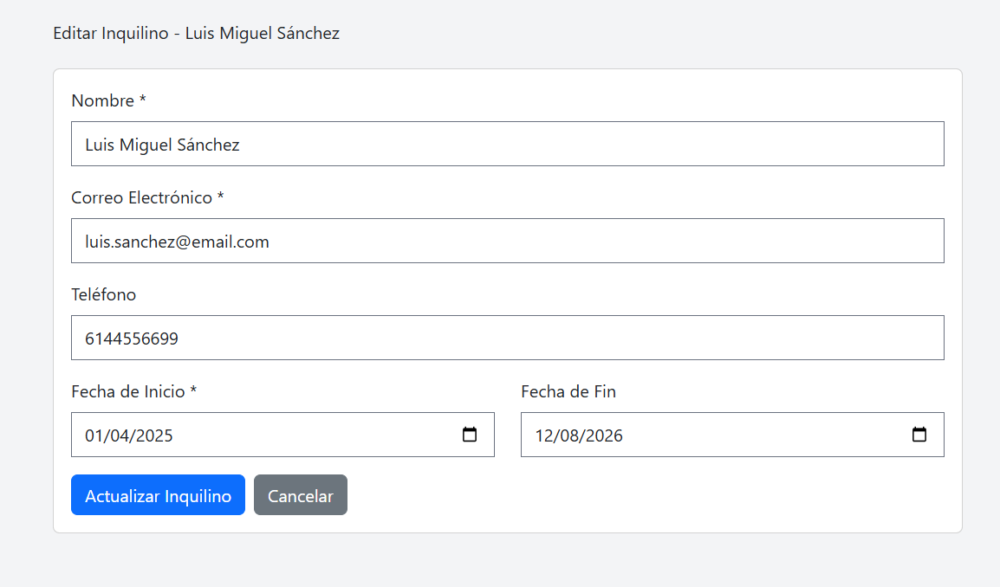 Editar Inquilino - Luis Miguel Sánchez
Nombre *
Luis Miguel Sánchez
Correo Electrónico *
luis.sanchez@email.com
Teléfono
6144556699
Fecha de Inicio * Fecha de Fin
01/04/2025 12/08/2026
Actualizar Inquilino Cancelar